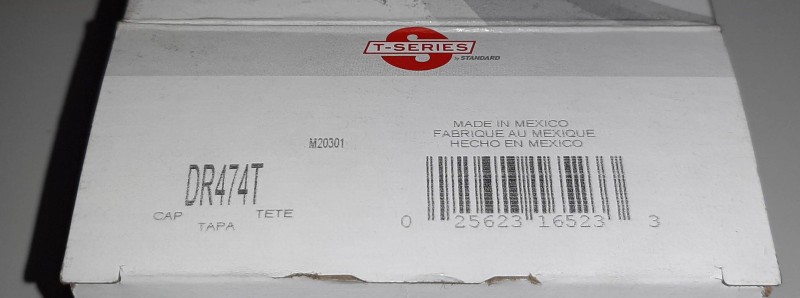 T-SERIES
by STANDARD
MADE IN MEXICO
FABRIQUE AU MEXIQUE
HECHO EN MEXICO
M20301
DR474T
CAP TAPA TETE
0 25623 16523 3